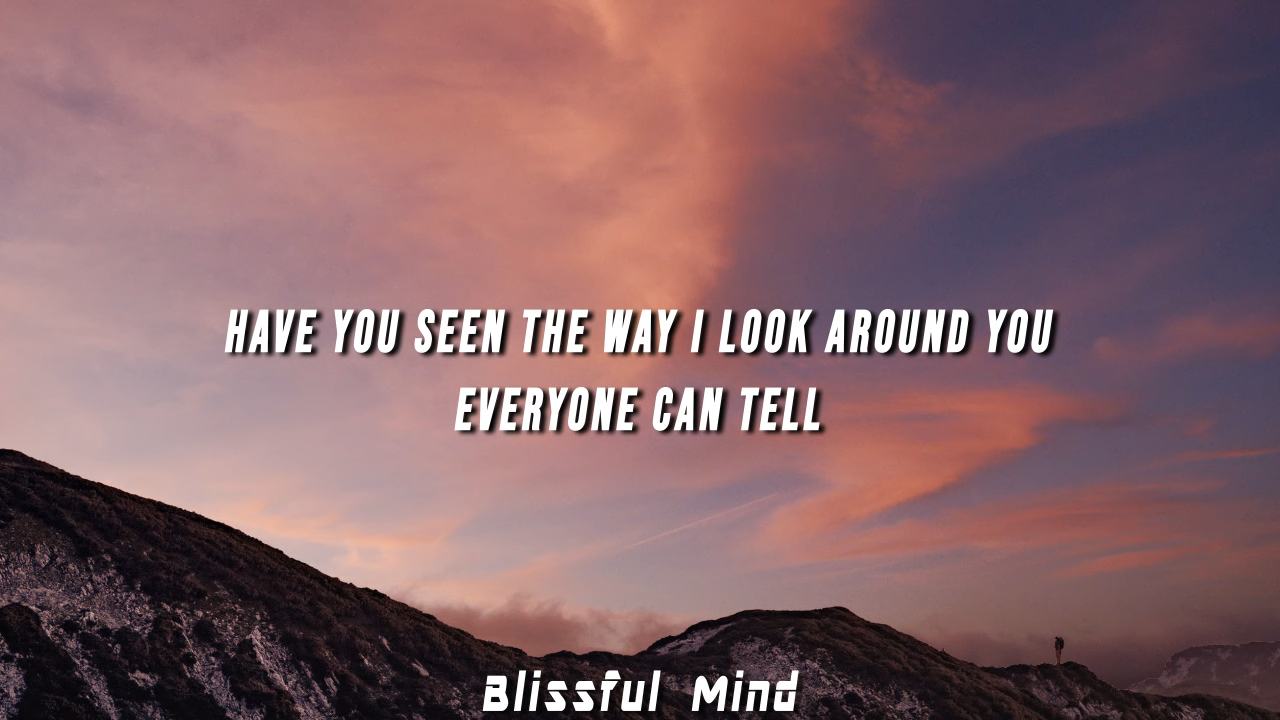 HAVE YOU SEEN THE WAY I LOOK AROUND YOU
EVERYONE CAN TELL
Blissful Mind